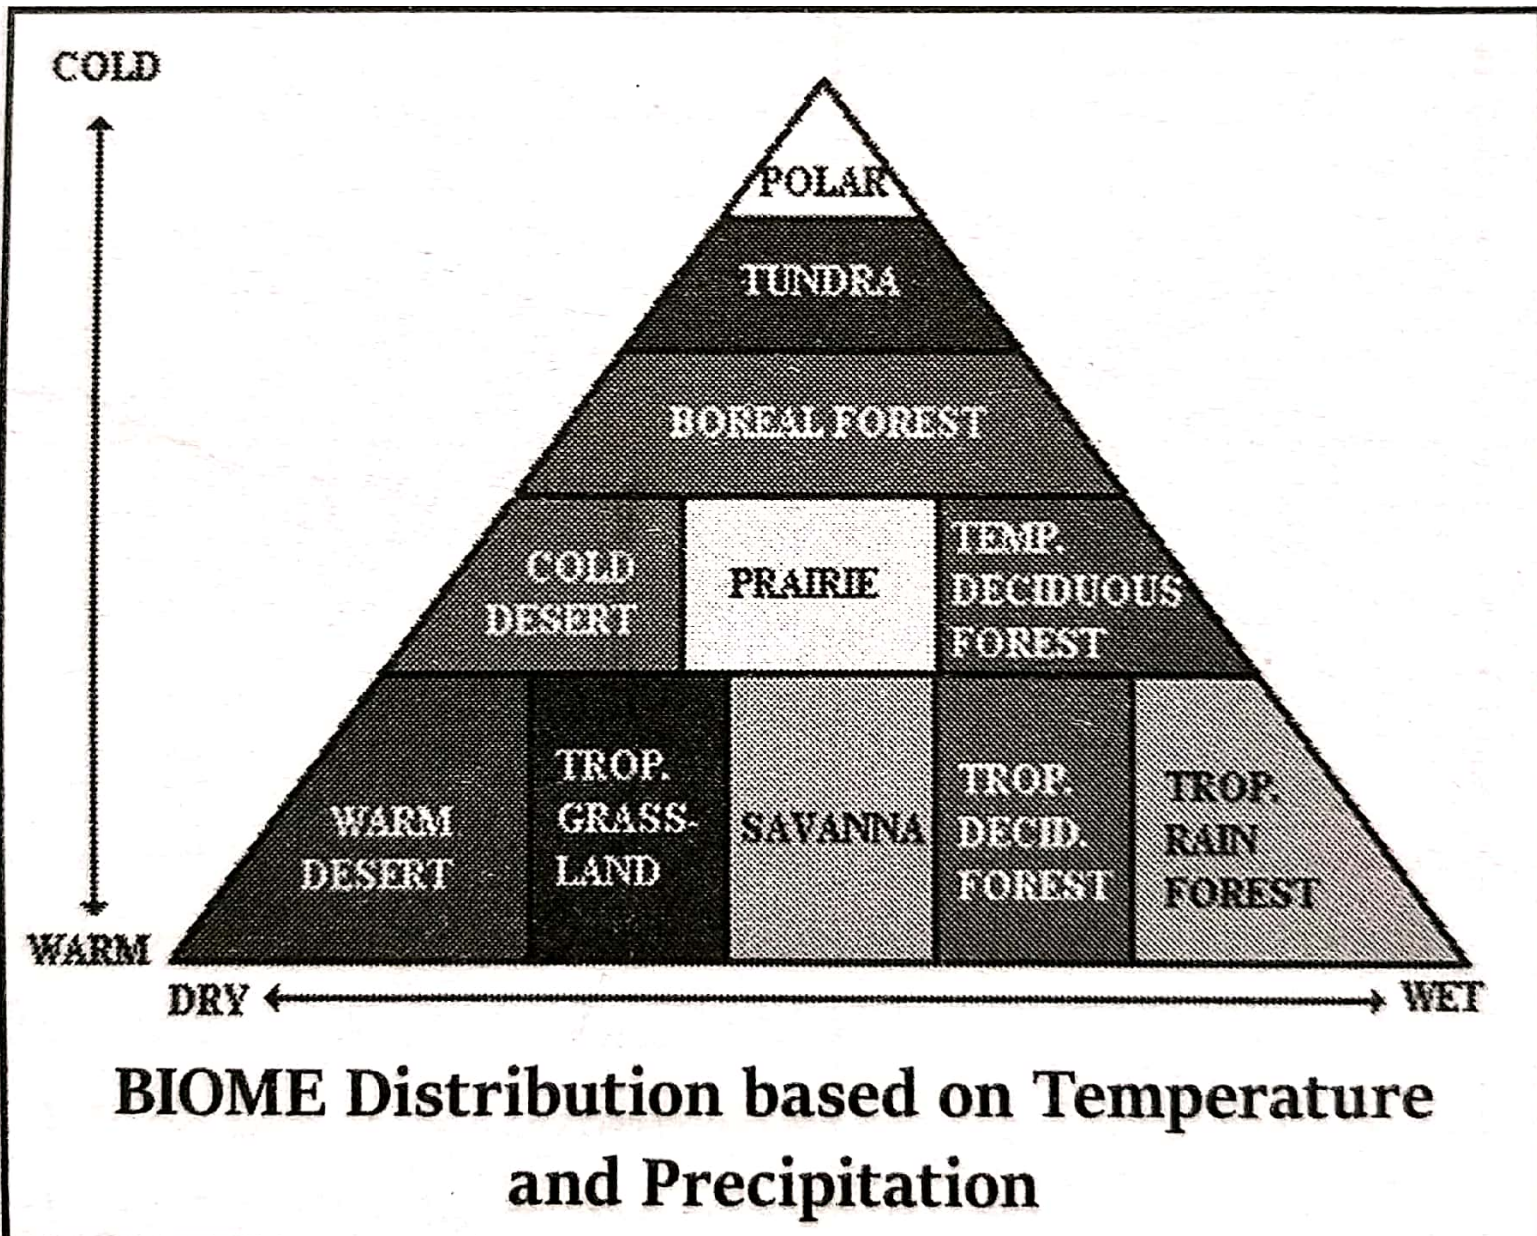 COLD
POLAR
TUNDRA
BOREAL FOREST
COLD
DESERT
PRAIRIE
TEMP.
DECIDUOUS
FOREST
WARM
DESERT
TROP.
GRASS-
LAND
SAVANNA
TROP.
DECID.
FOREST
TROP.
RAIN
FOREST
WARM
DRY
WET
BIOME Distribution based on Temperature
and Precipitation